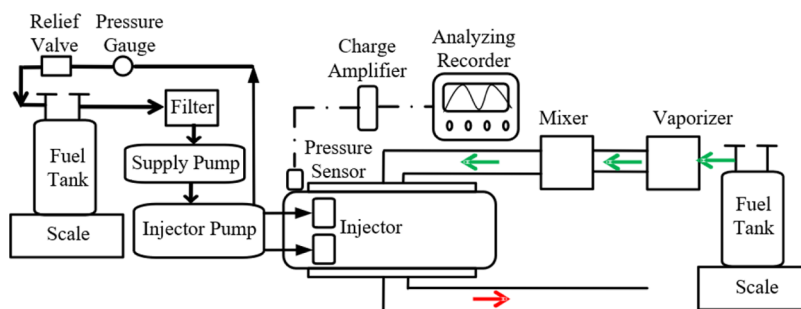 Relief
Valve
Pressure
Gauge
Charge
Amplifier
Analyzing
Recorder
Filter
Mixer
Vaporizer
Fuel
Tank
Supply Pump
Pressure
Sensor
Scale
Injector Pump
Injector
Fuel
Tank
Scale